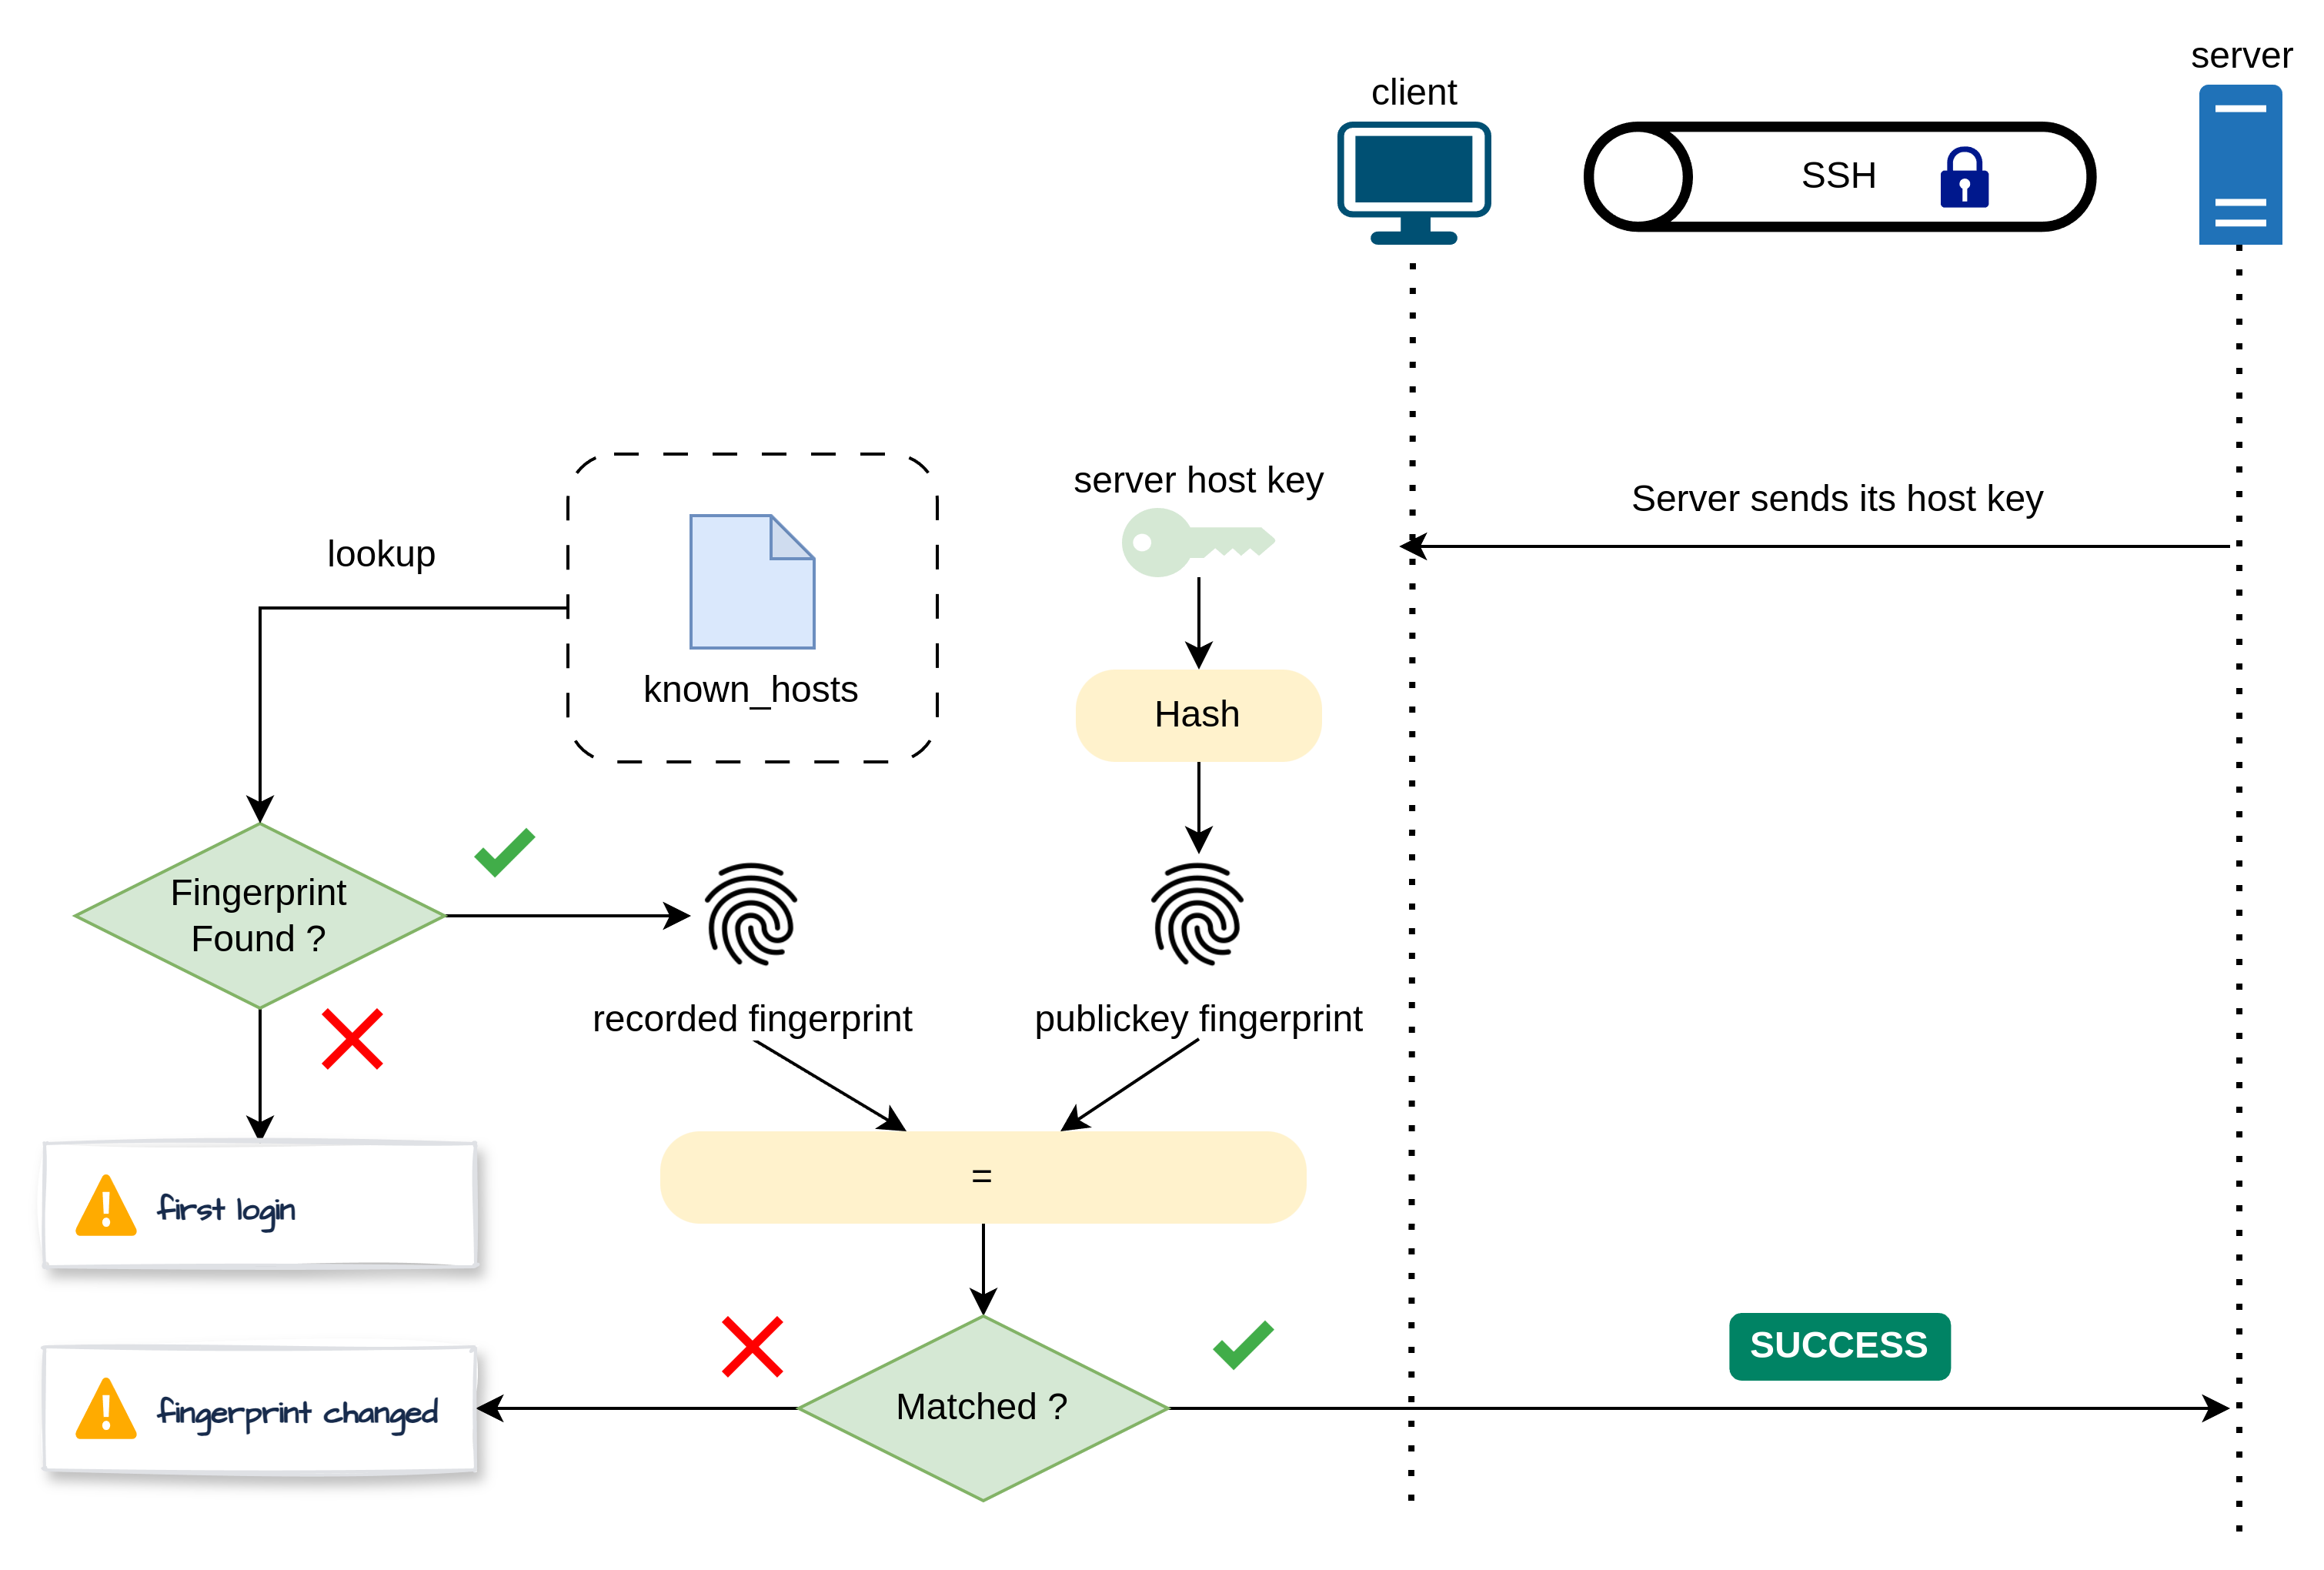 server
client
SSH
server host key
Server sends its host key
lookup
known_hosts
Hash
Fingerprint
Found ?
recorded fingerprint
publickey fingerprint
=
first login
SUCCESS
Matched ?
fingerprint changed